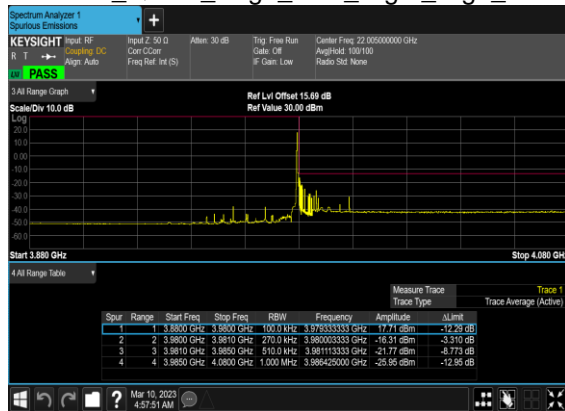 Spectrum Analyzer 1
Spurious Emissions
+
KEYSIGHT
R T
PASS
Input: RF
Coupling: DC
Align: Auto
Input Z: 50 Ω
Corr CCorr
Freq Ref: Int (S)
Atten: 30 dB
Trig: Free Run
Gate: Off
IF Gain: Low
Center Freq: 22.005000000 GHz
Avg|Hold: 100/100
Radio Std: None
3 All Range Graph
Scale/Div 10.0 dB
Ref Lvl Offset 15.69 dB
Ref Value 30.00 dBm
Log
20.0
10.0
0.00
-10.0
-20.0
-30.0
-40.0
-50.0
-60.0
Start 3.880 GHz
Stop 4.080 GH
4 All Range Table
Measure Trace Trace 1
Trace Type Trace Average (Active)
Spur Range Start Freq Stop Freq RBW Frequency Amplitude ΔLimit
1 1 3.8800 GHz 3.9800 GHz 100.0 kHz 3.979333333 GHz 17.71 dBm -12.29 dB
2 2 3.9800 GHz 3.9810 GHz 270.0 kHz 3.980003333 GHz -16.31 dBm -3.310 dB
3 3 3.9810 GHz 3.9850 GHz 510.0 kHz 3.981113333 GHz -21.77 dBm -8.773 dB
4 4 3.9850 GHz 4.0800 GHz 1.000 MHz 3.986425000 GHz -25.95 dBm -12.95 dB
?
Mar 10, 2023
4:57:51 AM